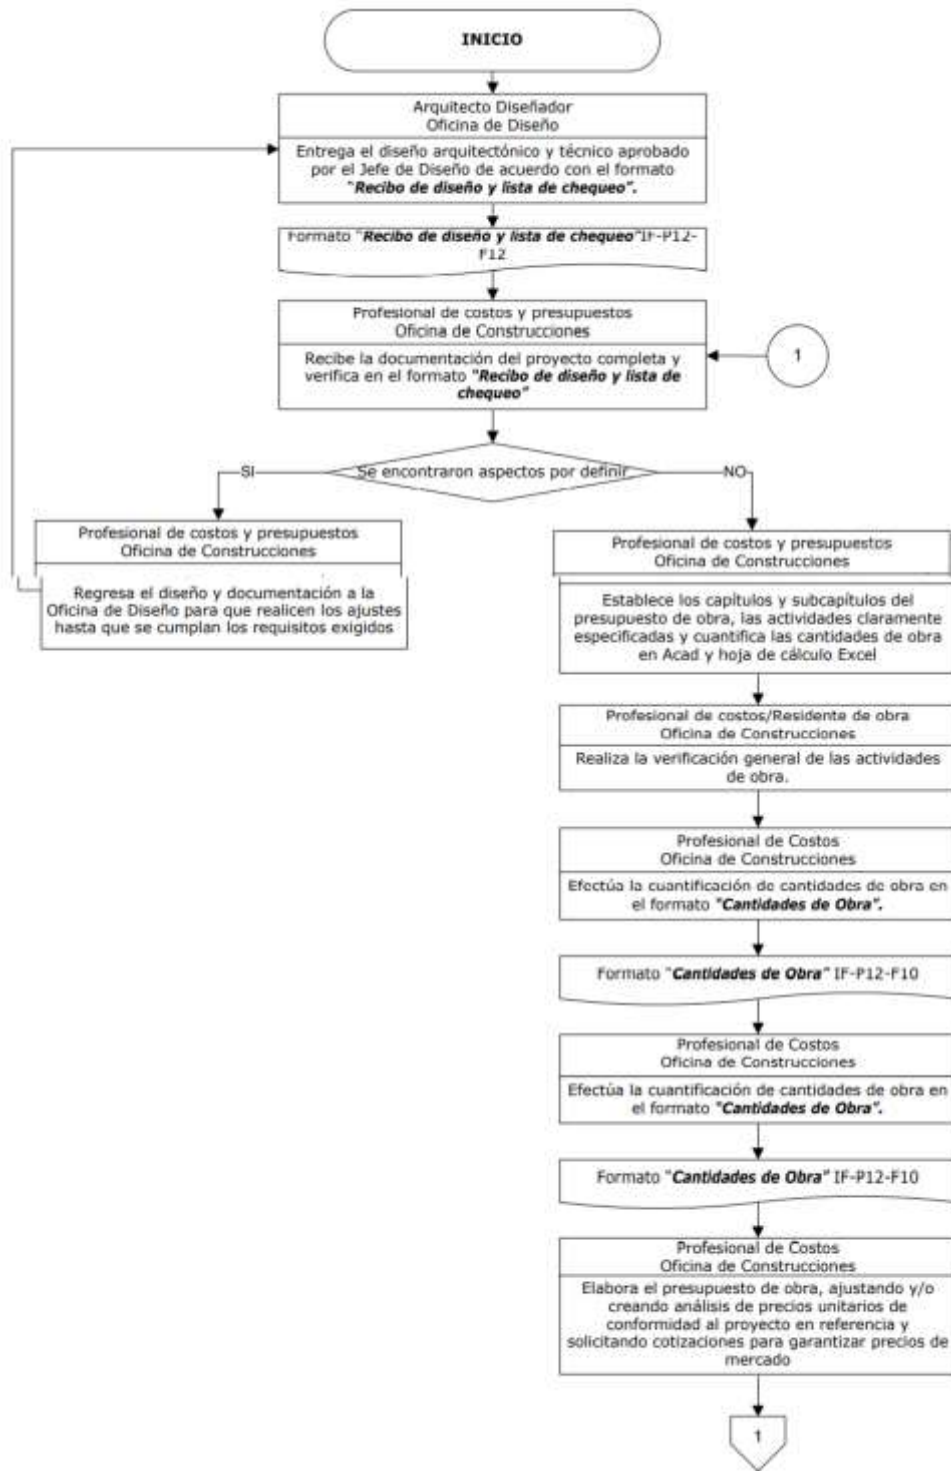 INICIO
Arquitecto Diseñador
Oficina de Diseño
Entrega el diseño arquitectónico y técnico aprobado
por el Jefe de Diseño de acuerdo con el formato
"Recibo de diseño y lista de chequeo".
Formato "Recibo de diseño y lista de chequeo"IF-P12-
F12
Profesional de costos y presupuestos
Oficina de Construcciones
Recibe la documentación del proyecto completa y
verifica en el formato "Recibo de diseño y lista de
chequeo"
1
SI
Se encontraron aspectos por definir
NO
Profesional de costos y presupuestos
Oficina de Construcciones
Regresa el diseño y documentación a la
Oficina de Diseño para que realicen los ajustes
hasta que se cumplan los requisitos exigidos
Profesional de costos y presupuestos
Oficina de Construcciones
Establece los capítulos y subcapítulos del
presupuesto de obra, las actividades claramente
especificadas y cuantifica las cantidades de obra
en Acad y hoja de cálculo Excel
Profesional de costos/Residente de obra
Oficina de Construcciones
Realiza la verificación general de las actividades
de obra.
Profesional de Costos
Oficina de Construcciones
Efectúa la cuantificación de cantidades de obra en
el formato "Cantidades de Obra".
Formato "Cantidades de Obra" IF-P12-F10
Profesional de Costos
Oficina de Construcciones
Efectúa la cuantificación de cantidades de obra en
el formato "Cantidades de Obra".
Formato "Cantidades de Obra" IF-P12-F10
Profesional de Costos
Oficina de Construcciones
Elabora el presupuesto de obra, ajustando y/o
creando análisis de precios unitarios de
conformidad al proyecto en referencia y
solicitando cotizaciones para garantizar precios de
mercado
1